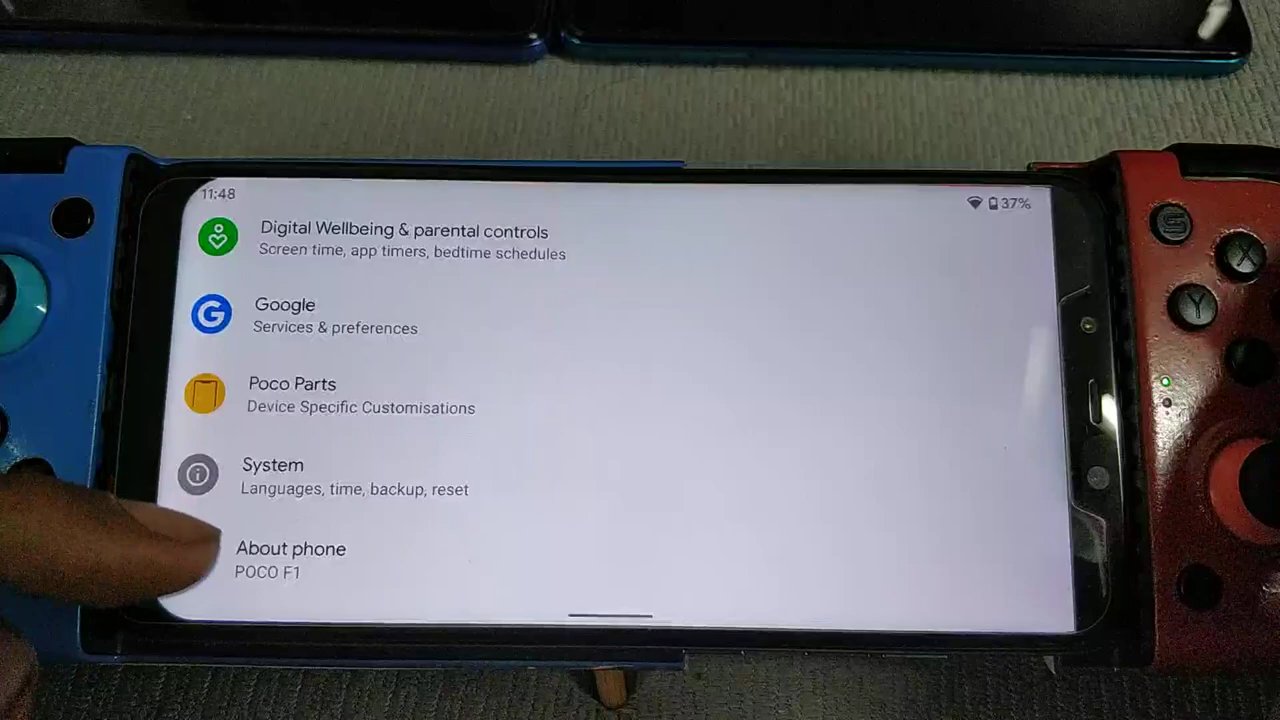 11:48
37%
Digital Wellbeing & parental controls
Screen time, app timers, bedtime schedules
Google
Services & preferences
Poco Parts
Device Specific Customisations
System
Languages, time, backup, reset
About phone
POCO F1
S
X
Y